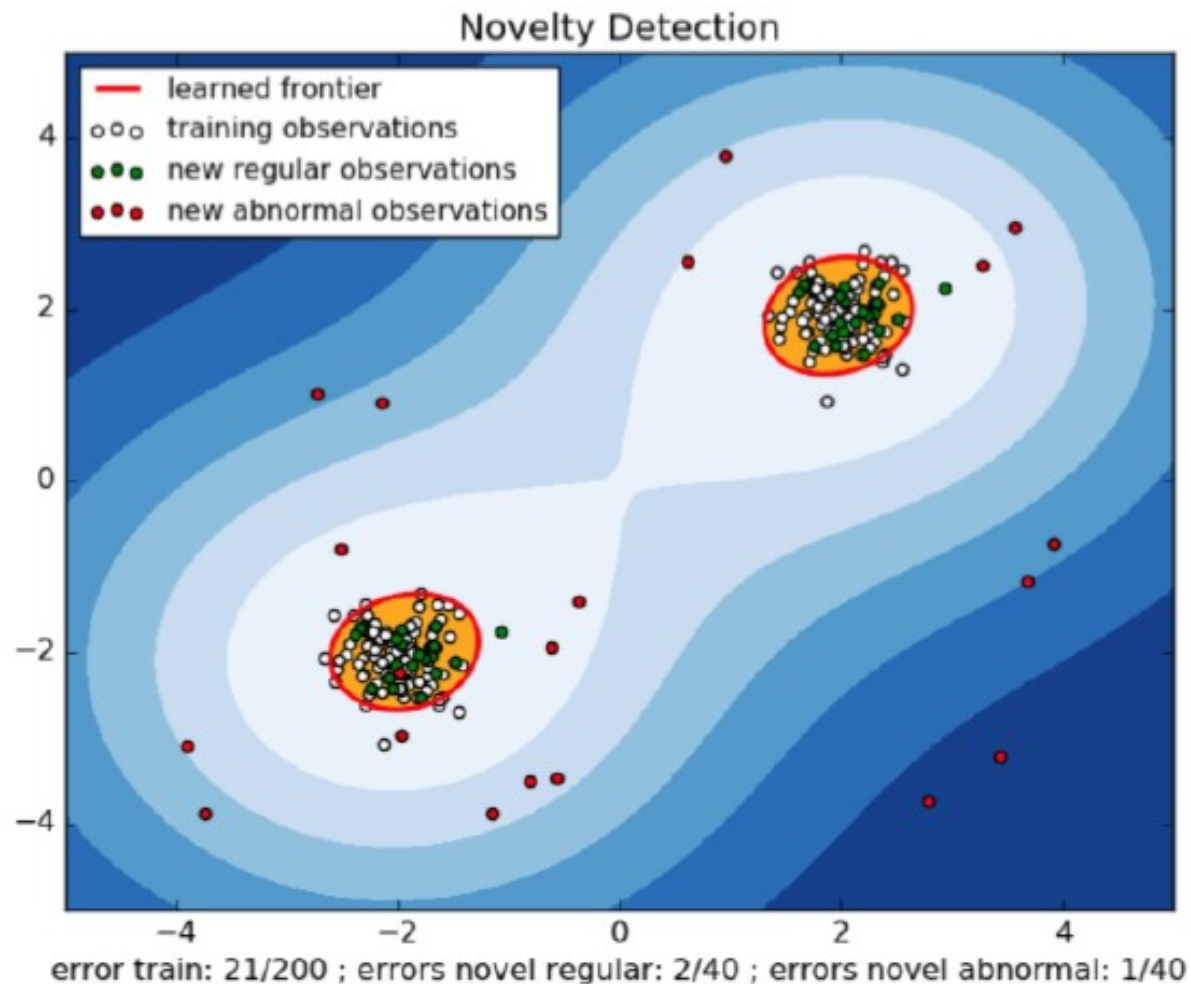 Novelty Detection
learned frontier
training observations
new regular observations
new abnormal observations
4
2
0
−2
−4
−4 −2 0 2 4
error train: 21/200 ; errors novel regular: 2/40 ; errors novel abnormal: 1/40